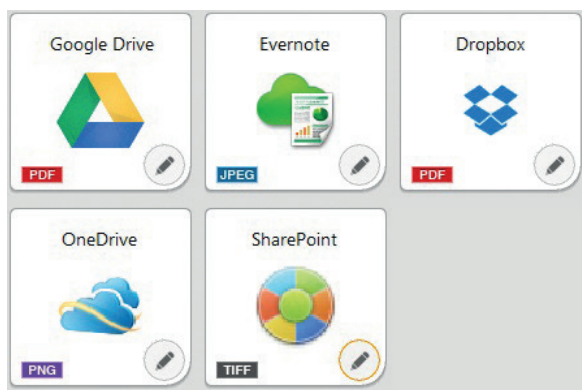 Google Drive
Evernote
Dropbox
PDF
JPEG
PDF
OneDrive
SharePoint
PNG
TIFF